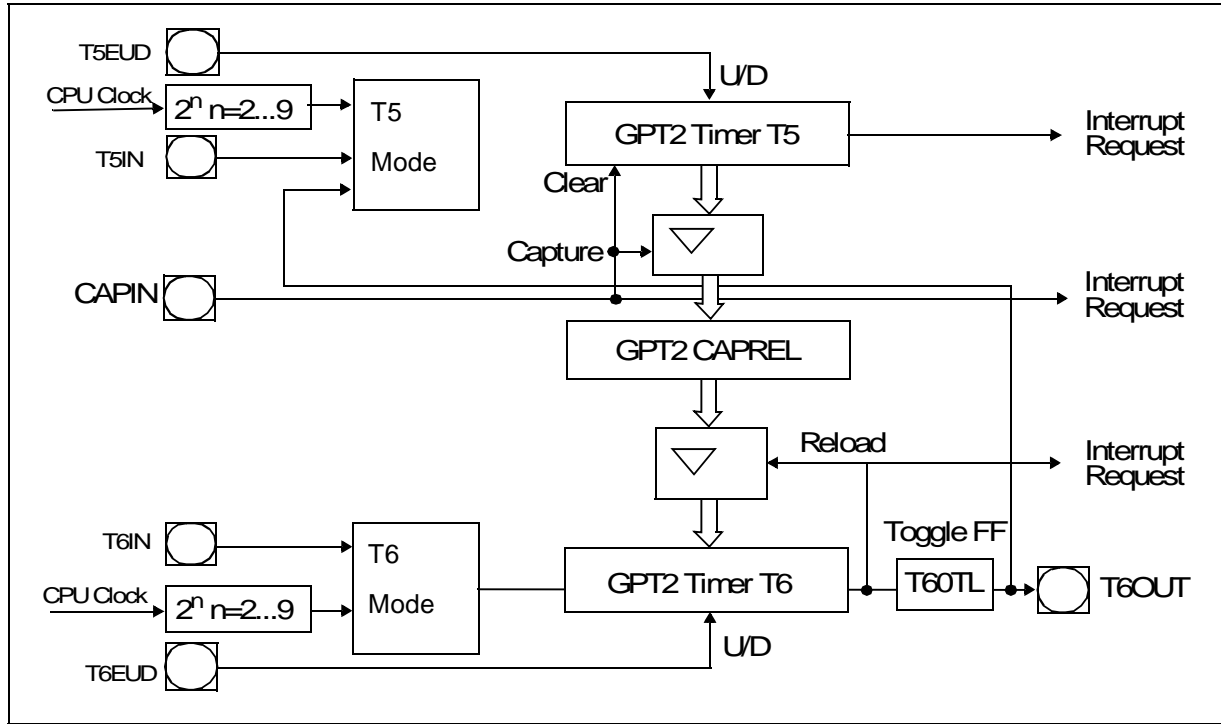 T5EUD
U/D
CPU Clock
2ⁿ n=2...9
T5
Mode
GPT2 Timer T5
Interrupt
Request
T5IN
Clear
Capture
CAPIN
Interrupt
Request
GPT2 CAPREL
Reload
Interrupt
Request
T6IN
T6
Mode
Toggle FF
GPT2 Timer T6
T60TL
T6OUT
CPU Clock
2ⁿ n=2...9
U/D
T6EUD